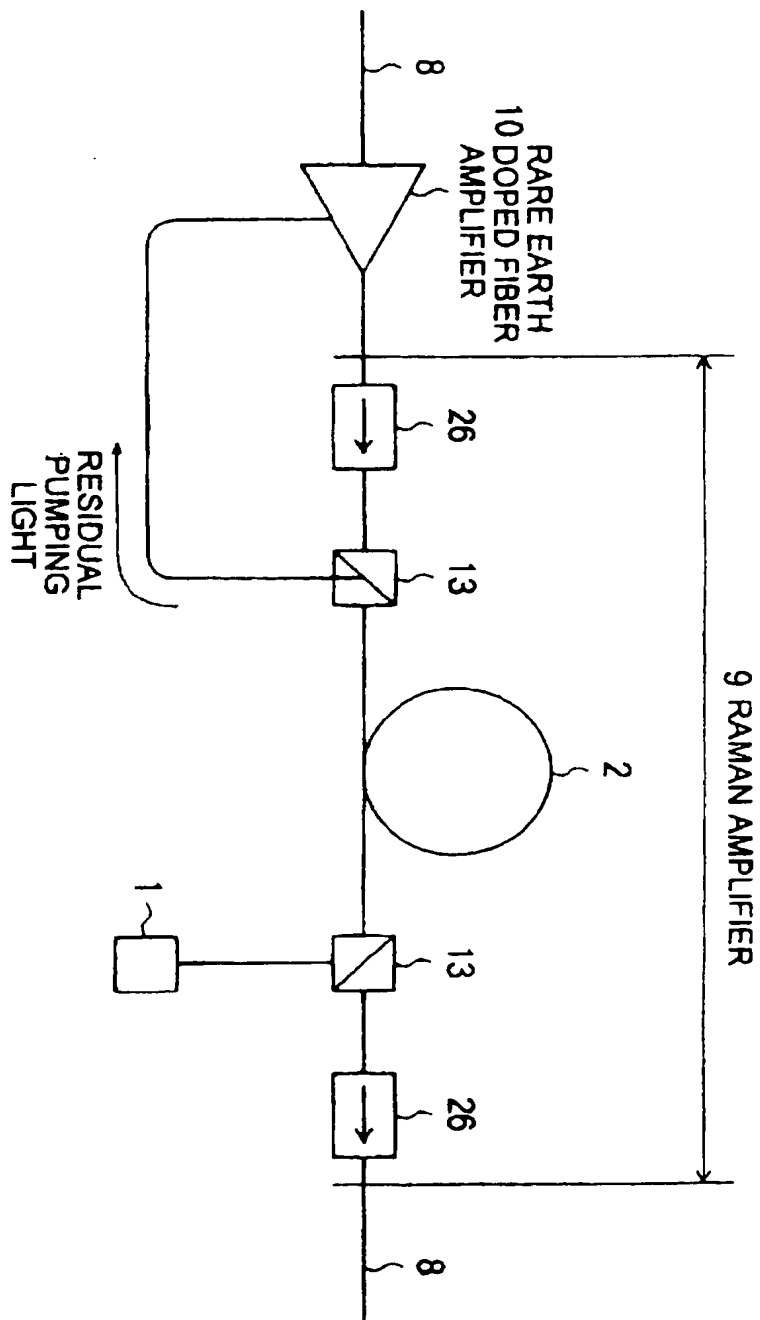 9 RAMAN AMPLIFIER
RARE EARTH
10 DOPED FIBER
AMPLIFIER
8
26
13
2
13
26
8
1
RESIDUAL
PUMPING
LIGHT